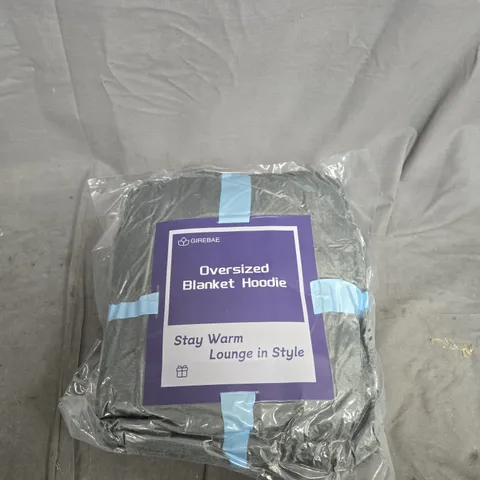 GIREBAE
Oversized
Blanket Hoodie
Stay Warm
Lounge in Style